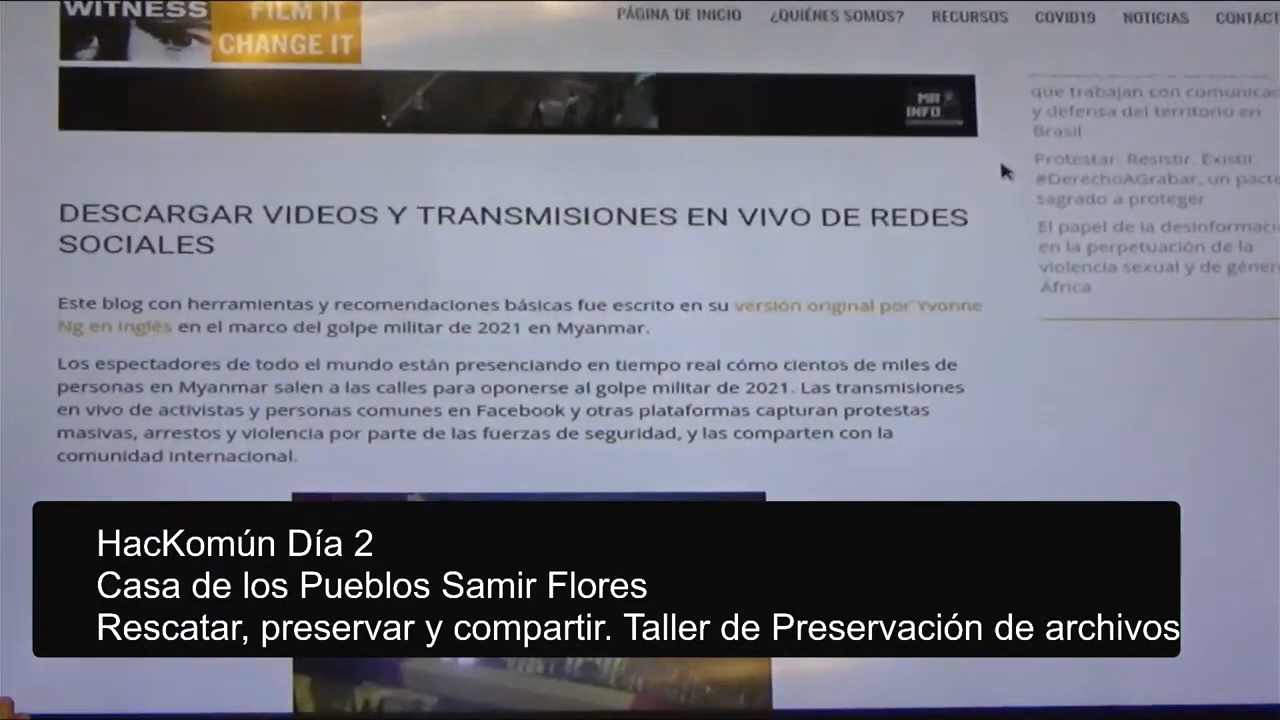 WITNESS
FILM IT
CHANGE IT
PÁGINA DE INICIO ¿QUIÉNES SOMOS? RECURSOS COVID19 NOTICIAS CONTACT
MR
INFO
que trabajan con comunicac
y defensa del territorio en
Brasil
Protestar. Resistir. Existir.
#DerechoAGrabar, un pacto
sagrado a proteger
El papel de la desinformaci
en la perpetuación de la
violencia sexual y de géner
África
DESCARGAR VIDEOS Y TRANSMISIONES EN VIVO DE REDES
SOCIALES
Este blog con herramientas y recomendaciones básicas fue escrito en su versión original por Yvonne
Ng en inglés en el marco del golpe militar de 2021 en Myanmar.
Los espectadores de todo el mundo están presenciando en tiempo real cómo cientos de miles de
personas en Myanmar salen a las calles para oponerse al golpe militar de 2021. Las transmisiones
en vivo de activistas y personas comunes en Facebook y otras plataformas capturan protestas
masivas, arrestos y violencia por parte de las fuerzas de seguridad, y las comparten con la
comunidad internacional.
HacKomún Día 2
Casa de los Pueblos Samir Flores
Rescatar, preservar y compartir. Taller de Preservación de archivos